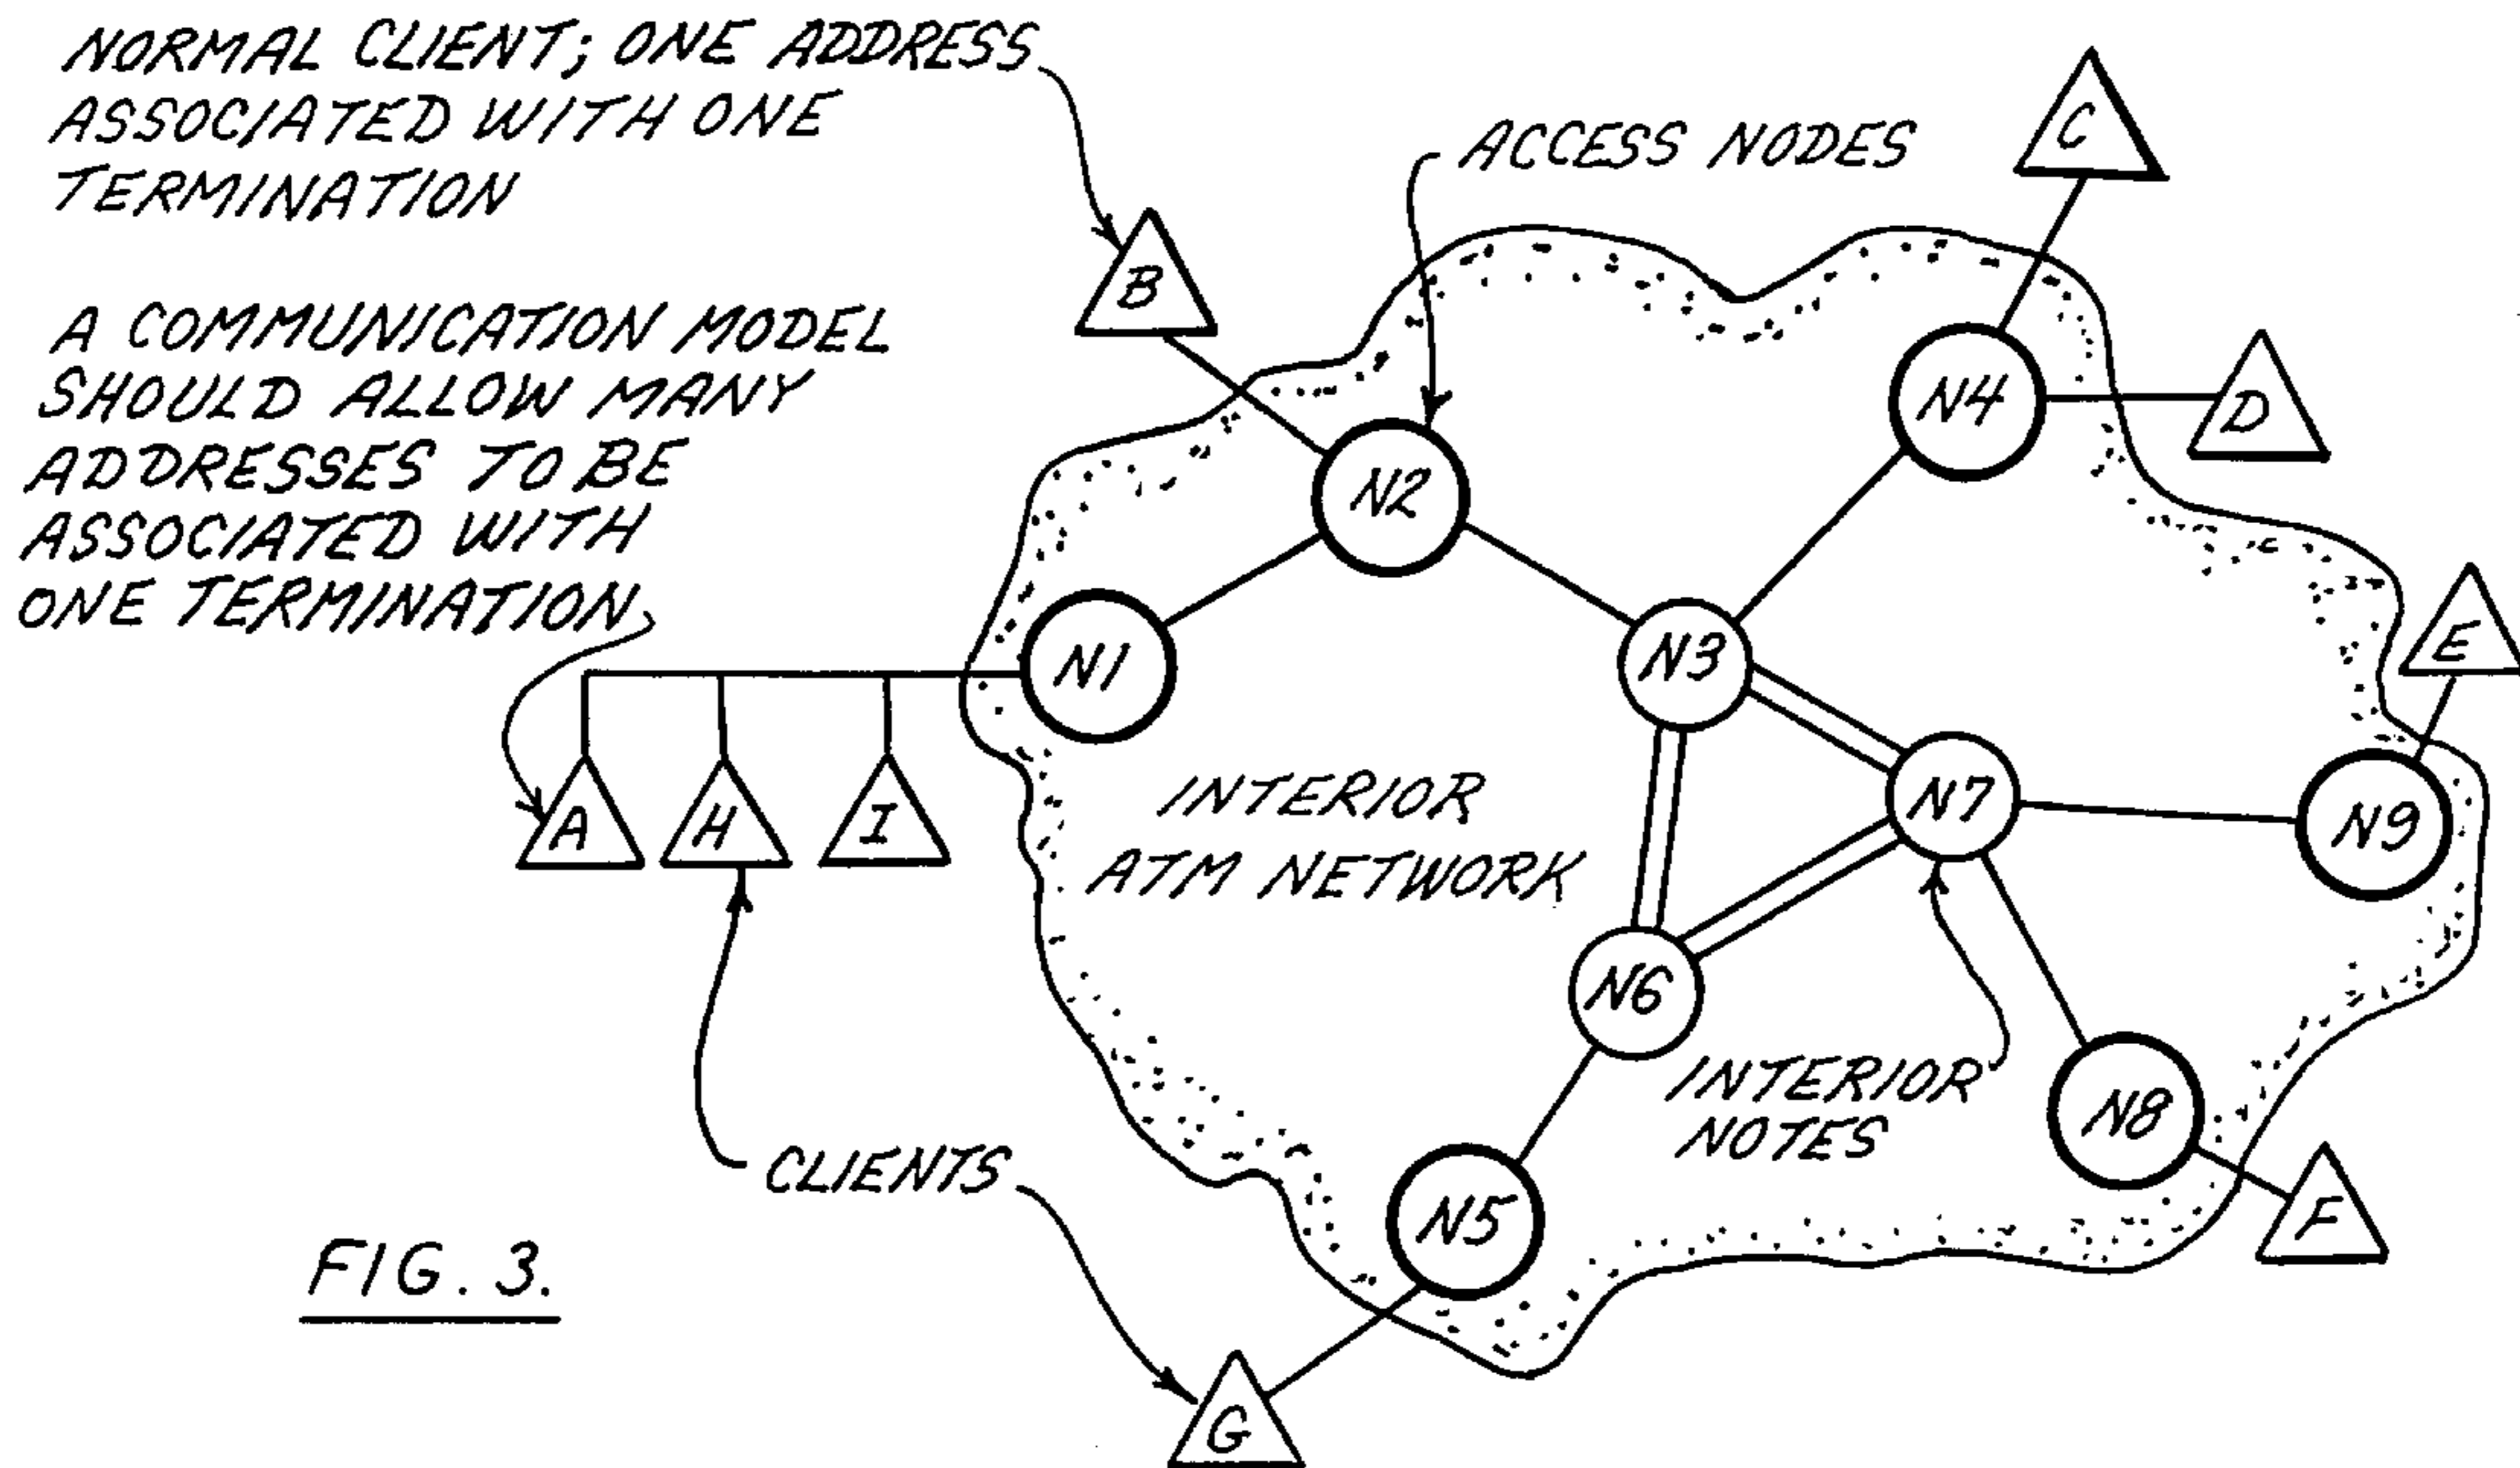 NORMAL CLIENT; ONE ADDRESS
ASSOCIATED WITH ONE
TERMINATION
A COMMUNICATION MODEL
SHOULD ALLOW MANY
ADDRESSES TO BE
ASSOCIATED WITH
ONE TERMINATION
ACCESS NODES
C
B
N4
D
N2
E
N1
N3
A
H
I
INTERIOR
ATM NETWORK
N7
N9
N6
INTERIOR
NOTES
N8
CLIENTS
N5
F
G
FIG. 3.